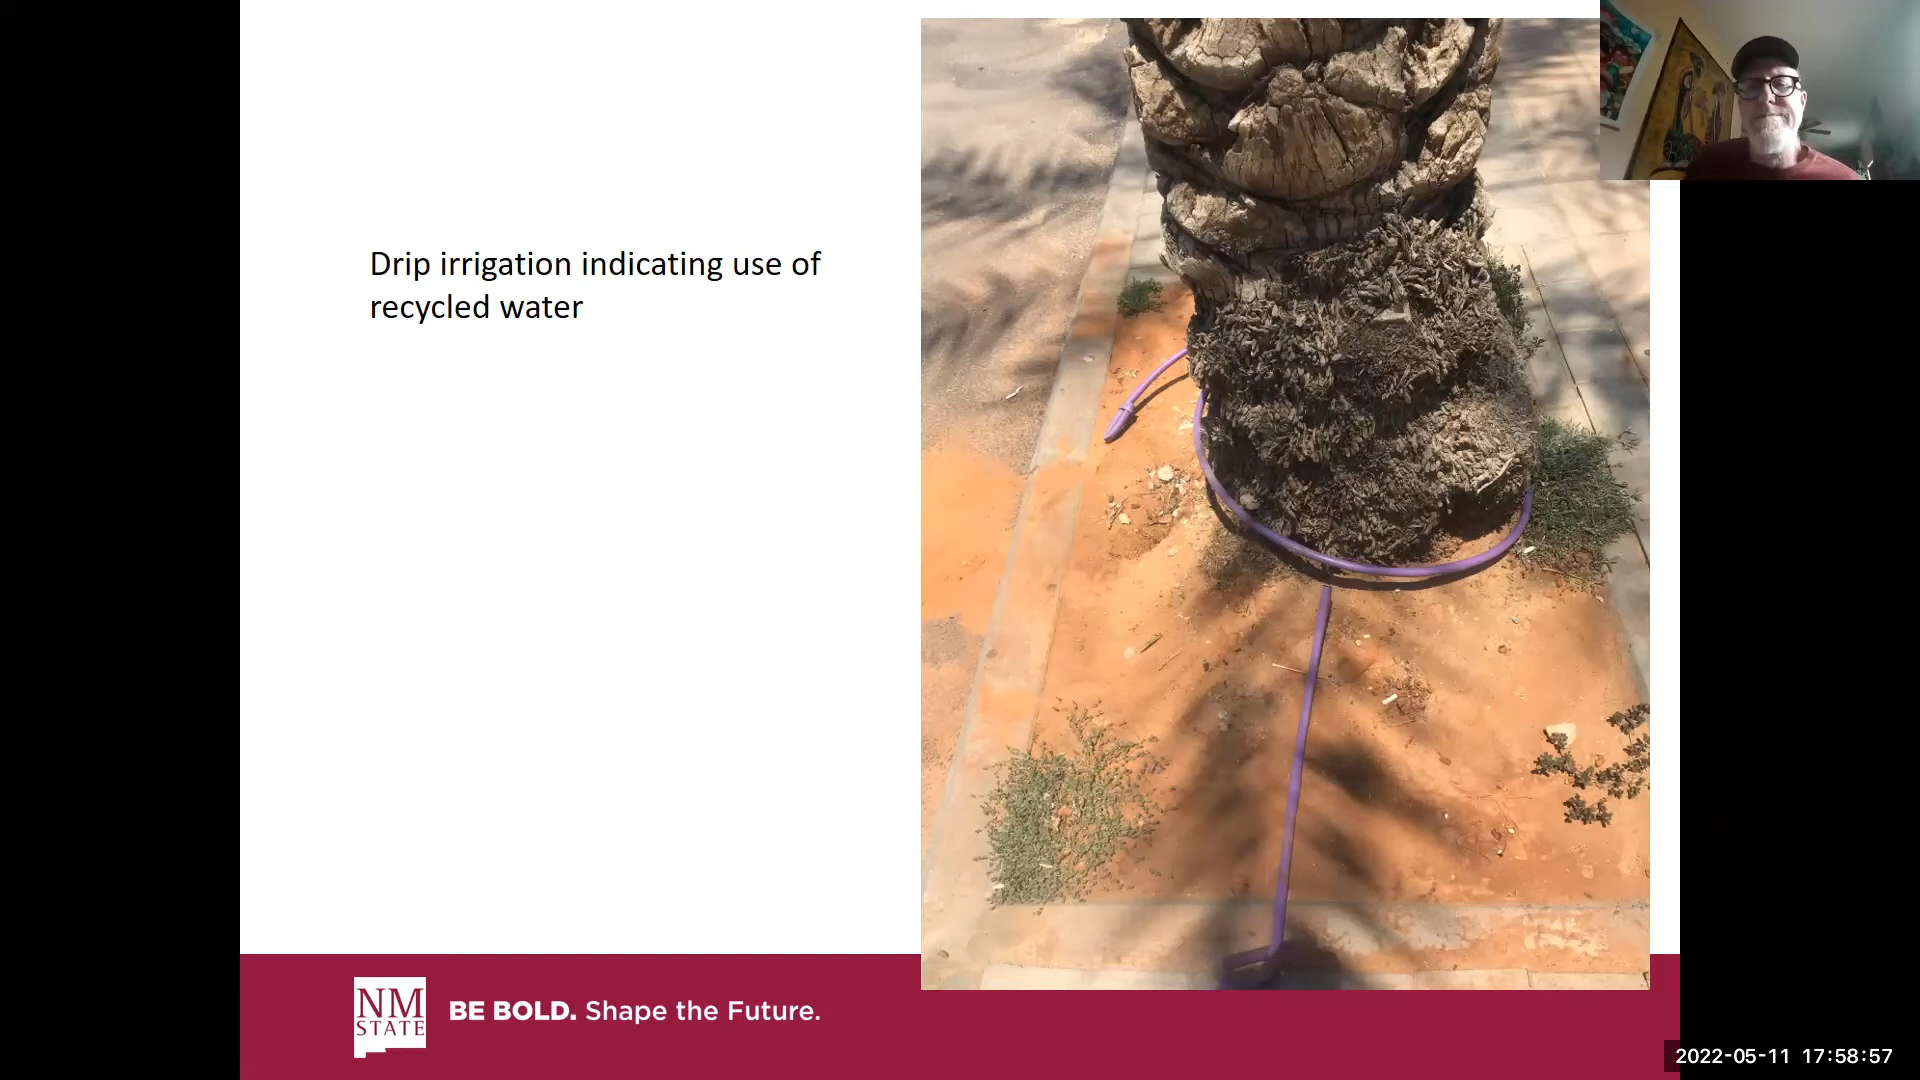 Drip irrigation indicating use of
recycled water
NM
STATE
BE BOLD. Shape the Future.
2022-05-11 17:58:57